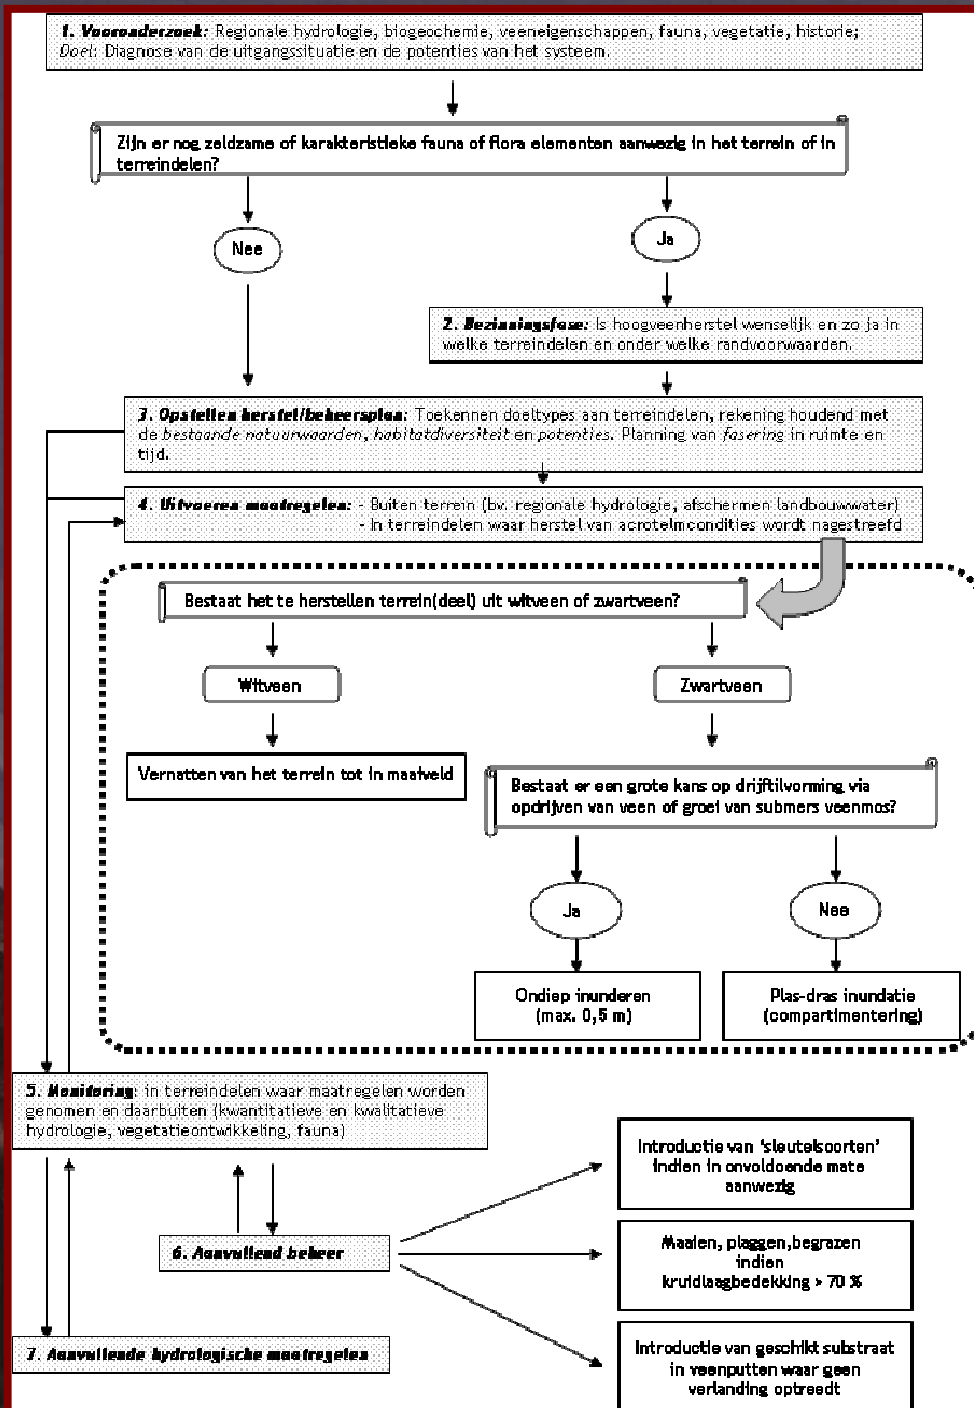 1. Vooronderzoek: Regionale hydrologie, biogeochemie, veeneigenschappen, fauna, vegetatie, historie;
Doel: Diagnose van de uitgangssituatie en de potenties van het systeem.
Zijn er nog zeldzame of karakteristieke fauna of flora elementen aanwezig in het terrein of in
terreindelen?
Nee
Ja
2. Bezinningsfase: Is hoogveenherstel wenselijk en zo ja in
welke terreindelen en onder welke randvoorwaarden.
3. Opstellen herstel/beheersplan: Toekennen doeltypes aan terreindelen, rekening houdend met
de bestaande natuurwaarden, habitatdiversiteit en potenties. Planning van fasering in ruimte en
tijd.
4. Uitvoeren maatregelen: - Buiten terrein (bv. regionale hydrologie, afschermen landbouwwater)
- In terreindelen waar herstel van acrotelmcondities wordt nagestreefd
Bestaat het te herstellen terrein(deel) uit witveen of zwartveen?
Witveen
Zwartveen
Vernatten van het terrein tot in maaiveld
Bestaat er een grote kans op drijftilvorming via
opdrijven van veen of groei van submers veenmos?
Ja
Nee
Ondiep inunderen
(max. 0,5 m)
Plas-dras inundatie
(compartimentering)
5. Monitoring: in terreindelen waar maatregelen worden
genomen en daarbuiten (kwantitatieve en kwalitatieve
hydrologie, vegetatieontwikkeling, fauna)
Introductie van 'sleutelsoorten'
indien in onvoldoende mate
aanwezig
6. Aanvullend beheer
Maaien, plaggen,begrazen
indien
kruidlaagbedekking > 70 %
7. Aanvullende hydrologische maatregelen
Introductie van geschikt substraat
in veenputten waar geen
verlanding optreedt